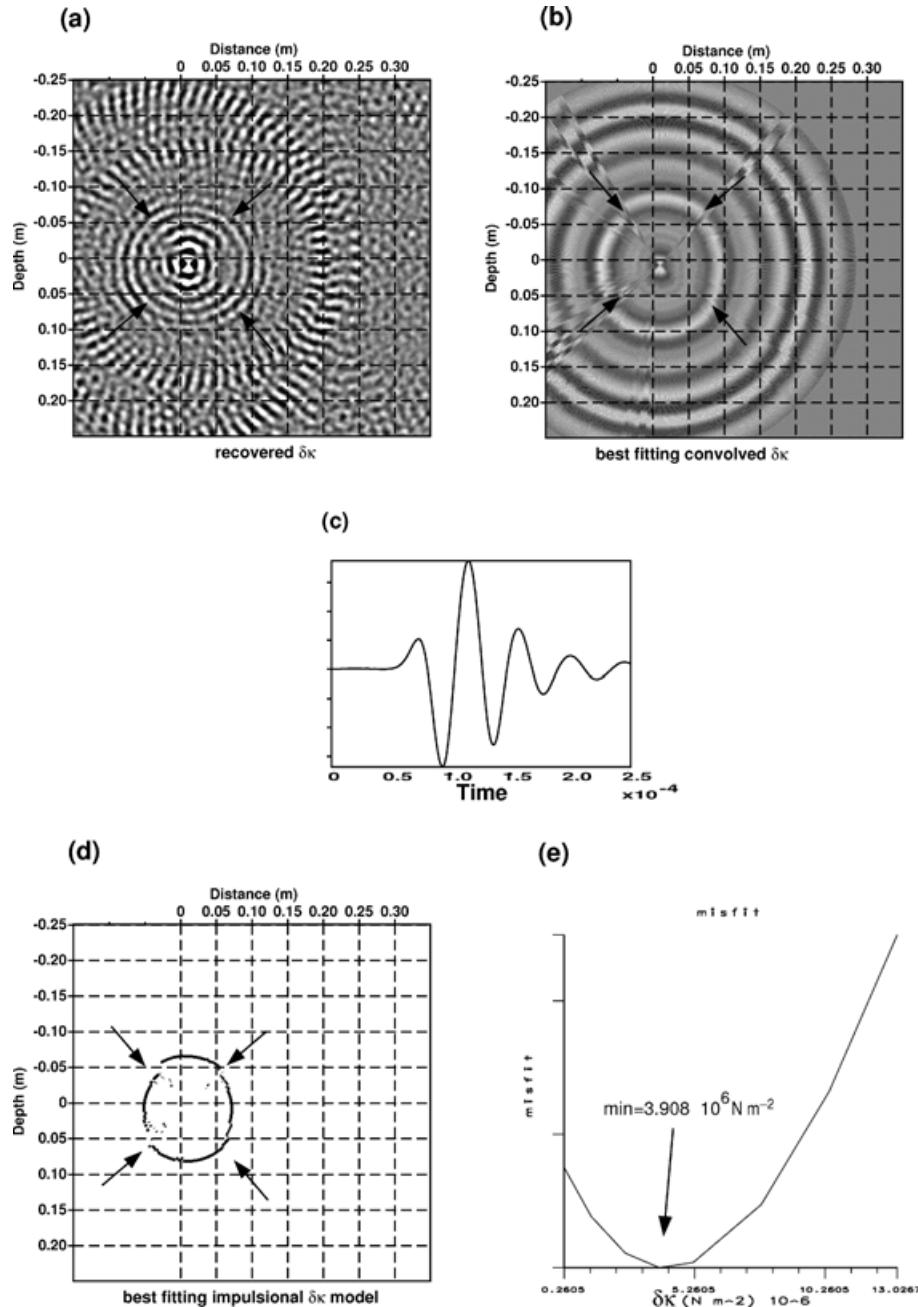 (a)
Distance (m)
0 0.05 0.10 0.15 0.20 0.25 0.30
-0.25
-0.20
-0.15
-0.10
-0.05
0
0.05
0.10
0.15
0.20
Depth (m)
recovered δκ
(b)
Distance (m)
0 0.05 0.10 0.15 0.20 0.25 0.30
-0.25
-0.20
-0.15
-0.10
-0.05
0
0.05
0.10
0.15
0.20
Depth (m)
best fitting convolved δκ
(c)
0 0.5 1.0 1.5 2.0 2.5
Time ×10⁻⁴
(d)
Distance (m)
0 0.05 0.10 0.15 0.20 0.25 0.30
-0.25
-0.20
-0.15
-0.10
-0.05
0
0.05
0.10
0.15
0.20
Depth (m)
best fitting impulsional δκ model
(e)
misfit
misfit
min=3.908 10⁶N m⁻²
0.2605 5.2605 10.2605 13.0267
δκ (N m-2) 10-6